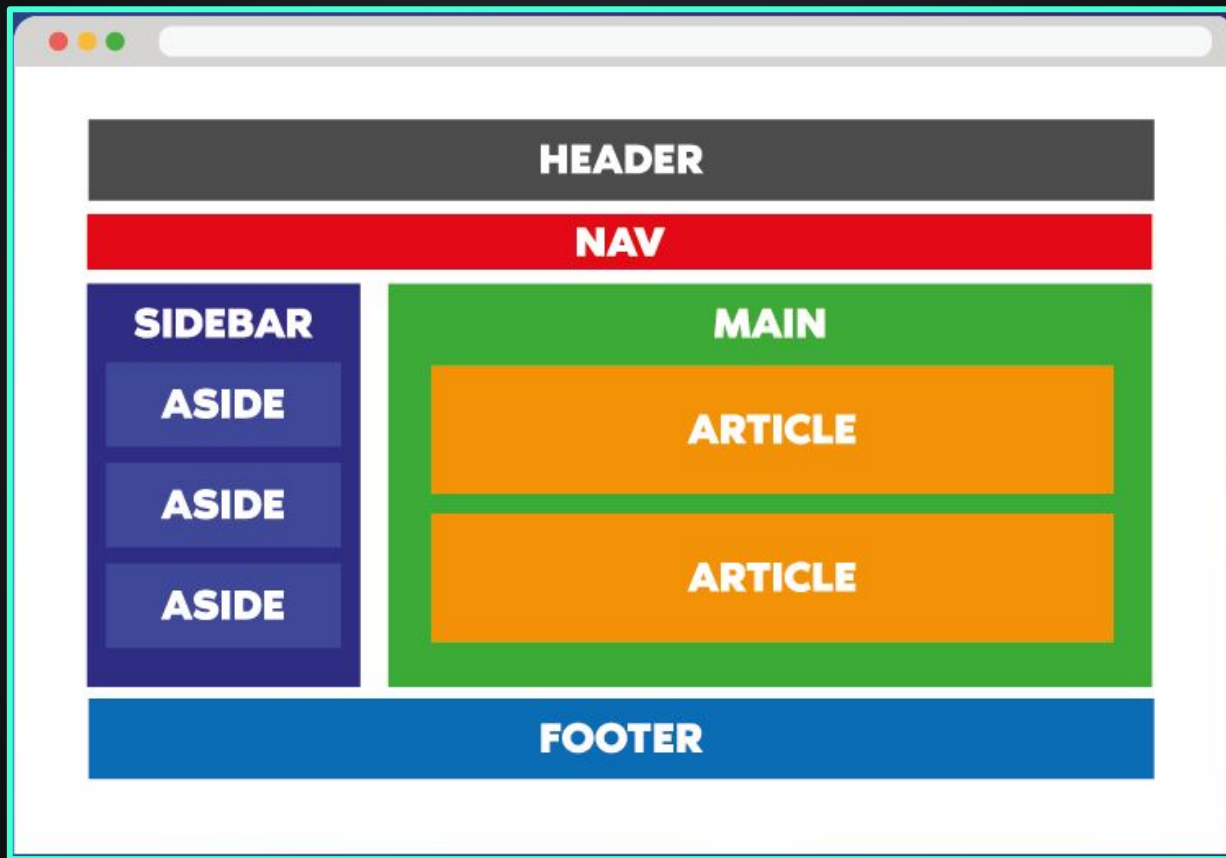 HEADER
NAV
SIDEBAR
ASIDE
ASIDE
ASIDE
MAIN
ARTICLE
ARTICLE
FOOTER